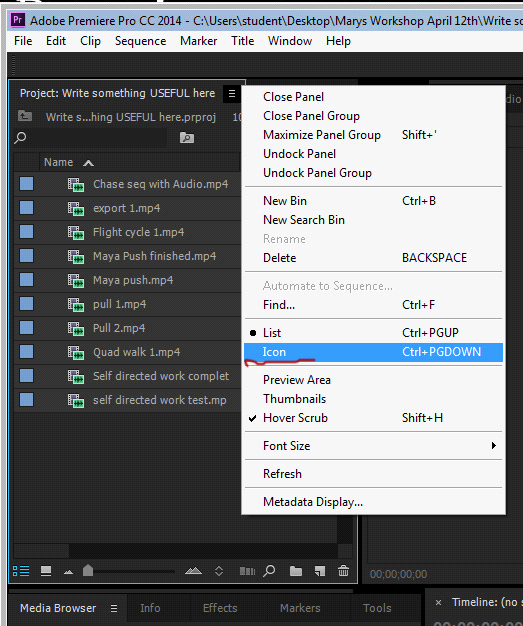 Adobe Premiere Pro CC 2014 - C:\Users\student\Desktop\Marys Workshop April 12th\Write so
File Edit Clip Sequence Marker Title Window Help
Project: Write something USEFUL here
Write s...hing USEFUL here.prproj
Name
Chase seq with Audio.mp4
export 1.mp4
Flight cycle 1.mp4
Maya Push finished.mp4
Maya push.mp4
pull 1.mp4
Pull 2.mp4
Quad walk 1.mp4
Self directed work complet
self directed work test.mp
Close Panel
Close Panel Group
Maximize Panel Group Shift+'
Undock Panel
Undock Panel Group
New Bin Ctrl+B
New Search Bin
Rename
Delete BACKSPACE
Automate to Sequence...
Find... Ctrl+F
List Ctrl+PGUP
Icon Ctrl+PGDOWN
Preview Area
Thumbnails
Hover Scrub Shift+H
Font Size
Refresh
Metadata Display...
dio
00;00;00;00
Media Browser Info Effects Markers Tools
× Timeline: (no s